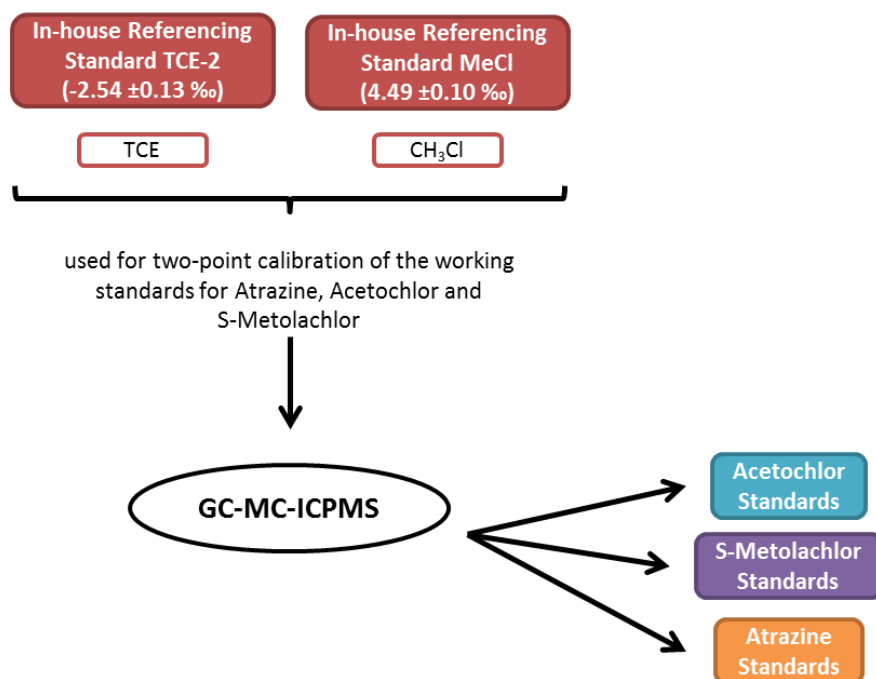 In-house Referencing
Standard TCE-2
(-2.54 ±0.13 ‰)
In-house Referencing
Standard MeCl
(4.49 ±0.10 ‰)
TCE
CH₃Cl
used for two-point calibration of the working
standards for Atrazine, Acetochlor and
S-Metolachlor
GC-MC-ICPMS
Acetochlor
Standards
S-Metolachlor
Standards
Atrazine
Standards